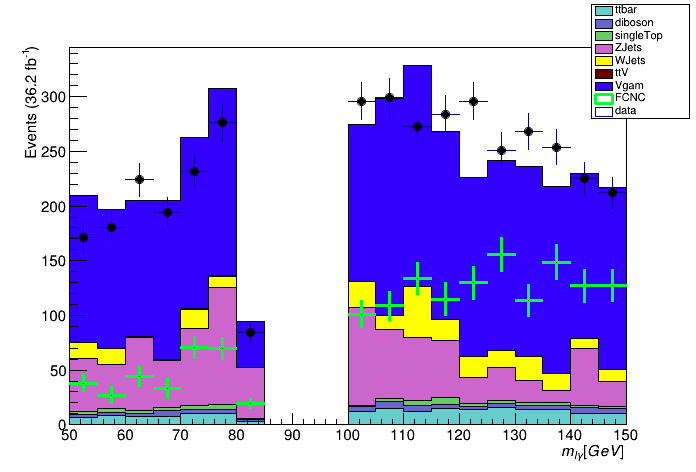 ttbar
diboson
singleTop
ZJets
WJets
ttV
Vgam
FCNC
data
Events (36.2 fb⁻¹)
300
250
200
150
100
50
0
50 60 70 80 90 100 110 120 130 140 150
m_lγ [GeV]